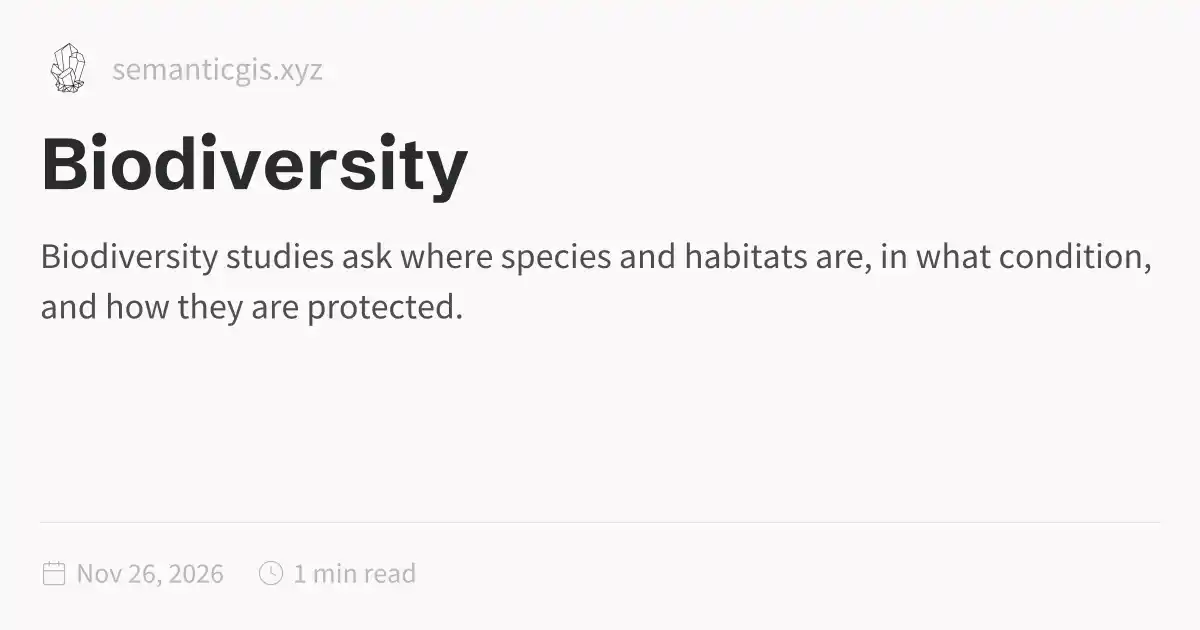 semanticgis.xyz
Biodiversity
Biodiversity studies ask where species and habitats are, in what condition,
and how they are protected.
Nov 26, 2026
1 min read